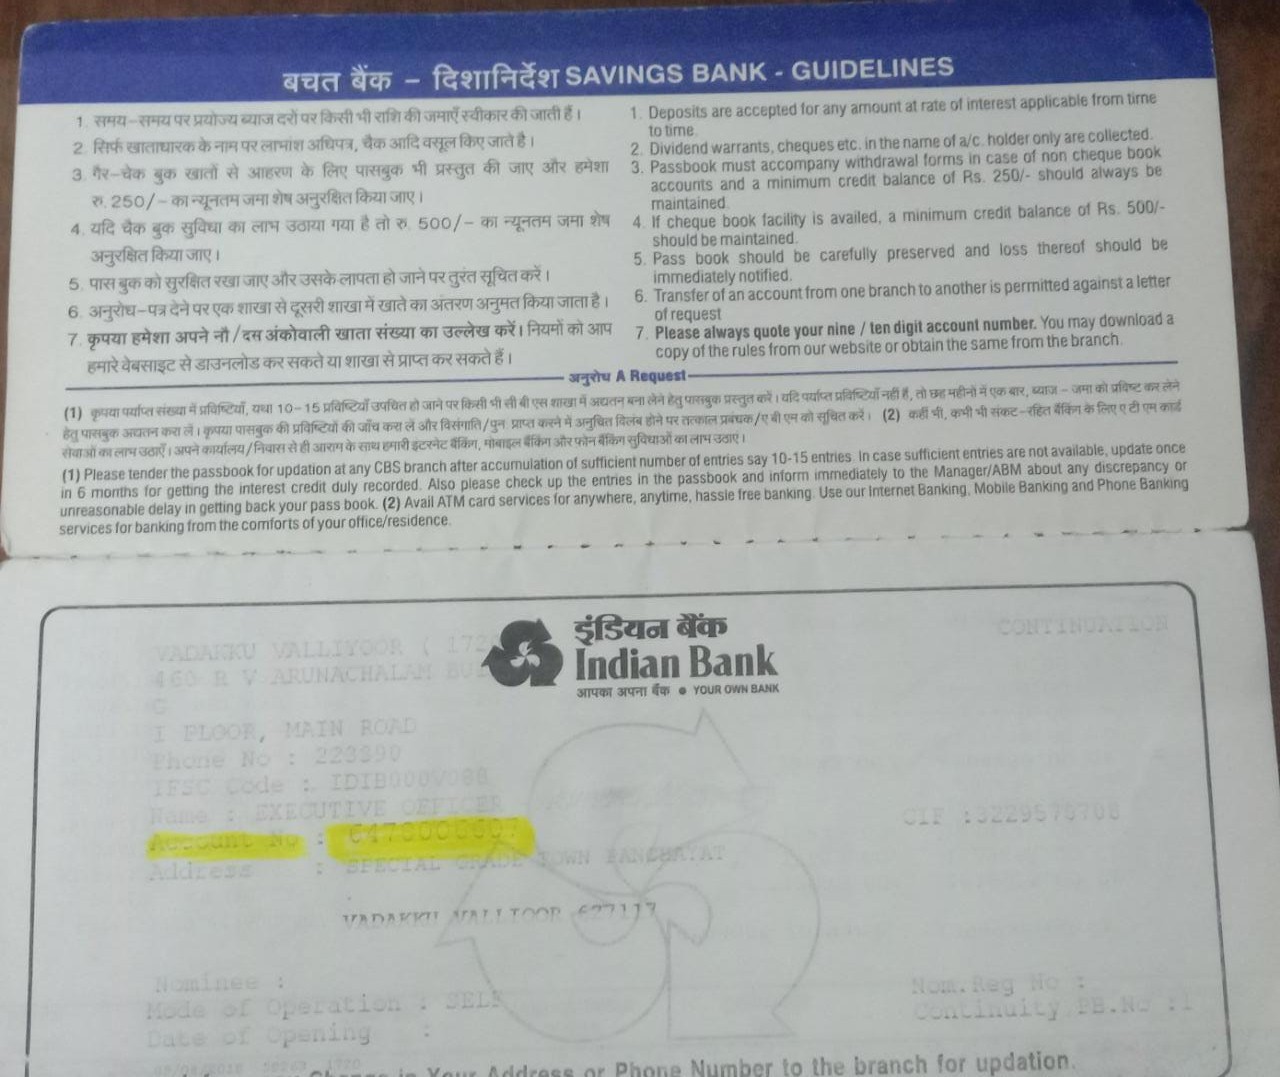 बचत बैंक – दिशानिर्देश SAVINGS BANK - GUIDELINES
1. समय–समय पर प्रयोज्य ब्याज दरों पर किसी भी राशि की जमाएँ स्वीकार की जाती हैं।
2. सिर्फ खाताधारक के नाम पर लाभांश अधिपत्र, चैक आदि वसूल किए जाते है।
3. गैर–चेक बुक खातों से आहरण के लिए पासबुक भी प्रस्तुत की जाए और हमेशा
रु. 250/– का न्यूनतम जमा शेष अनुरक्षित किया जाए।
4. यदि चैक बुक सुविधा का लाभ उठाया गया है तो रु. 500/– का न्यूनतम जमा शेष
अनुरक्षित किया जाए।
5. पास बुक को सुरक्षित रखा जाए और उसके लापता हो जाने पर तुरंत सूचित करें।
6. अनुरोध–पत्र देने पर एक शाखा से दूसरी शाखा में खाते का अंतरण अनुमत किया जाता है।
7. कृपया हमेशा अपने नौ/दस अंकोवाली खाता संख्या का उल्लेख करें। नियमों को आप
हमारे वेबसाइट से डाउनलोड कर सकते या शाखा से प्राप्त कर सकते हैं।
1. Deposits are accepted for any amount at rate of interest applicable from time
to time.
2. Dividend warrants, cheques etc. in the name of a/c. holder only are collected.
3. Passbook must accompany withdrawal forms in case of non cheque book
accounts and a minimum credit balance of Rs. 250/- should always be
maintained.
4. If cheque book facility is availed, a minimum credit balance of Rs. 500/-
should be maintained.
5. Pass book should be carefully preserved and loss thereof should be
immediately notified.
6. Transfer of an account from one branch to another is permitted against a letter
of request
7. Please always quote your nine / ten digit account number. You may download a
copy of the rules from our website or obtain the same from the branch.
अनुरोध A Request
(1) कृपया पर्याप्त संख्या में प्रविष्टियाँ, यथा 10–15 प्रविष्टियाँ उपचित हो जाने पर किसी भी सी बी एस शाखा में अद्यतन बना लेने हेतु पासबुक प्रस्तुत करें। यदि पर्याप्त प्रविष्टियाँ नहीं हैं, तो छह महीनों में एक बार, ब्याज – जमा को प्रविष्ट कर लेने
हेतु पासबुक अद्यतन करा लें। कृपया पासबुक की प्रविष्टियों की जाँच करा लें और विसंगति/पुनः प्राप्त करने में अनुचित विलंब होने पर तत्काल प्रबंधक/ए बी एम को सूचित करें। (2) कहीं भी, कभी भी संकट–रहित बैंकिंग के लिए ए टी एम कार्ड
सेवाओं का लाभ उठाएँ। अपने कार्यालय/निवास से ही आराम के साथ हमारी इंटरनेट बैंकिंग, मोबाइल बैंकिंग और फोन बैंकिंग सुविधाओं का लाभ उठाए।
(1) Please tender the passbook for updation at any CBS branch after accumulation of sufficient number of entries say 10-15 entries. In case sufficient entries are not available, update once
in 6 months for getting the interest credit duly recorded. Also please check up the entries in the passbook and inform immediately to the Manager/ABM about any discrepancy or
unreasonable delay in getting back your pass book. (2) Avail ATM card services for anywhere, anytime, hassle free banking. Use our Internet Banking, Mobile Banking and Phone Banking
services for banking from the comforts of your office/residence.
इंडियन बैंक
Indian Bank
आपका अपना बैंक ● YOUR OWN BANK
CONTINUATION
VADAKKU VALLIYOOR (
460 R V ARUNACHALAM
G
I FLOOR, MAIN ROAD
Phone No : 223390
IFSC Code : IDIB000V088
Name : EXECUTIVE OFFICER
CIF :
Account No :
Address : SPECIAL GRADE TOWN PANCHAYAT
VADAKKU VALLIOOR 627117
Nominee :
Nom.Reg No :
Mode of Operation : SELF
Continuity PB.No :1
Date of Opening :
Change in Your Address or Phone Number to the branch for updation.